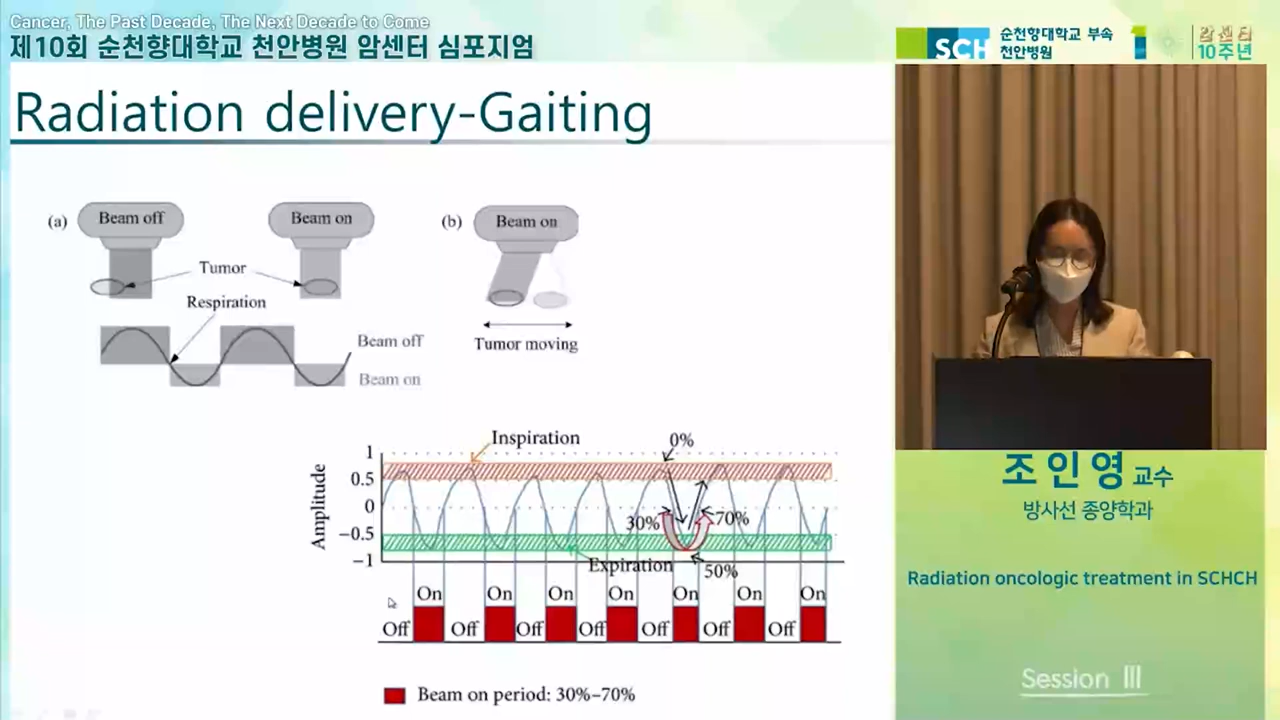 Cancer, The Past Decade, The Next Decade to Come
제10회 순천향대학교 천안병원 암센터 심포지엄
SCH
순천향대학교 부속
천안병원
암센터
10주년
Radiation delivery-Gaiting
(a)
Beam off
Beam on
(b)
Beam on
Tumor
Respiration
Beam off
Beam on
Tumor moving
Inspiration
0%
Amplitude
1
0.5
0
−0.5
−1
30%
70%
Expiration
50%
On On On On On On On
Off Off Off Off Off Off Off
Beam on period: 30%–70%
조인영 교수
방사선 종양학과
Radiation oncologic treatment in SCHCH
Session Ⅲ